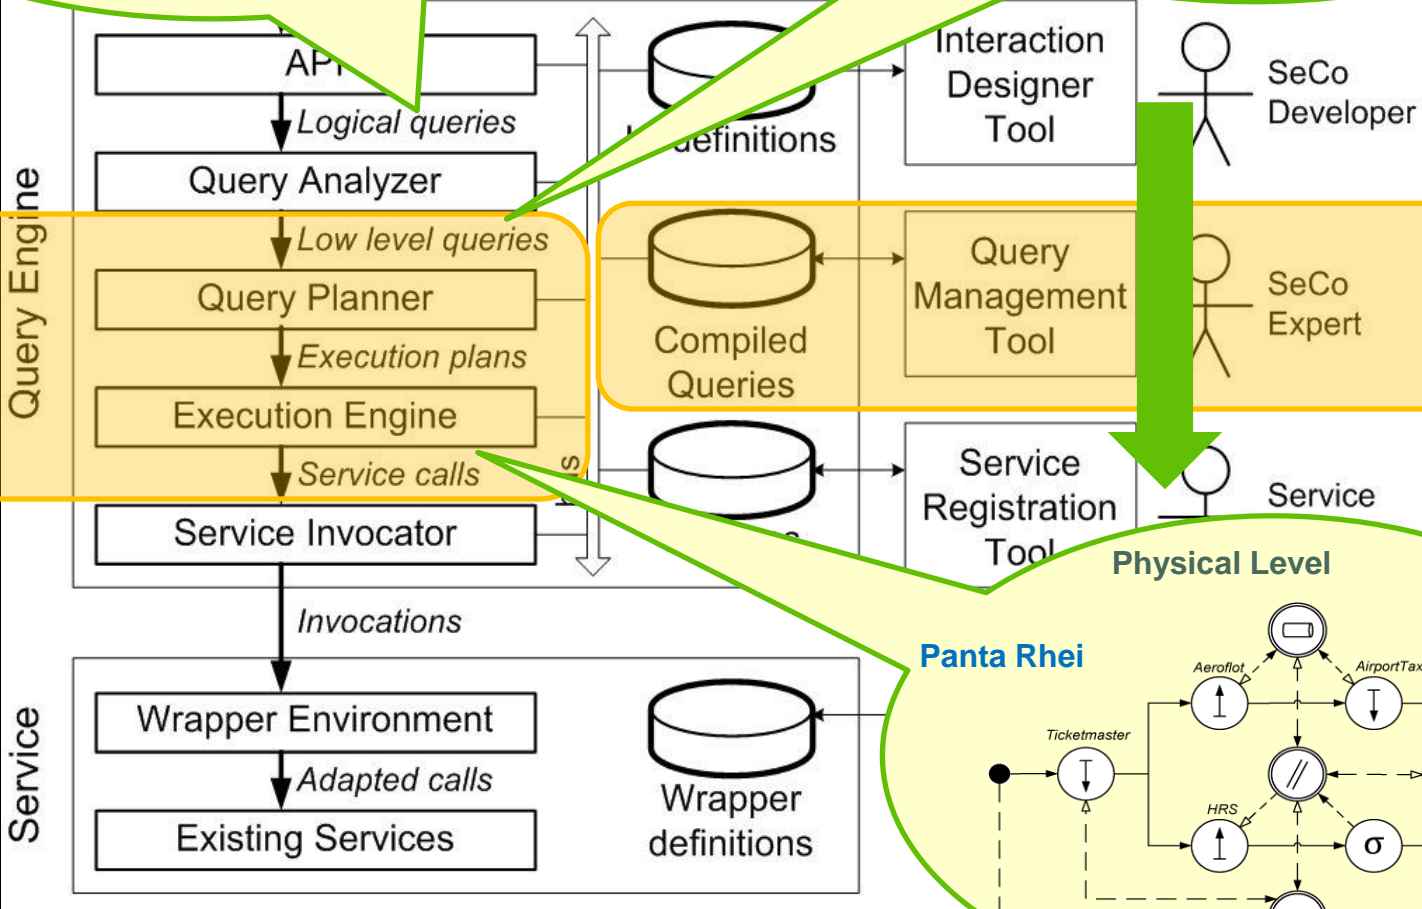 API
Logical queries
Query Analyzer
Low level queries
Query Planner
Execution plans
Execution Engine
Service calls
Service Invocator
Query Engine
Invocations
Wrapper Environment
Adapted calls
Existing Services
Service
definitions
Compiled
Queries
Wrapper
definitions
Interaction
Designer
Tool
Query
Management
Tool
Service
Registration
Tool
SeCo
Developer
SeCo
Expert
Service
Physical Level
Panta Rhei
Aeroflot
AirportTax
Ticketmaster
HRS
//
σ